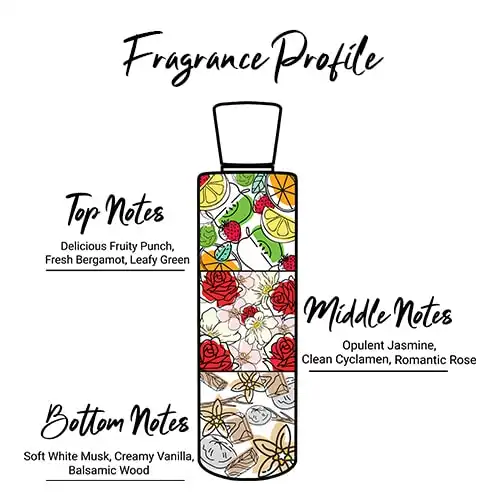 Fragrance Profile
Top Notes
Delicious Fruity Punch,
Fresh Bergamot, Leafy Green
Middle Notes
Opulent Jasmine,
Clean Cyclamen, Romantic Rose
Bottom Notes
Soft White Musk, Creamy Vanilla,
Balsamic Wood